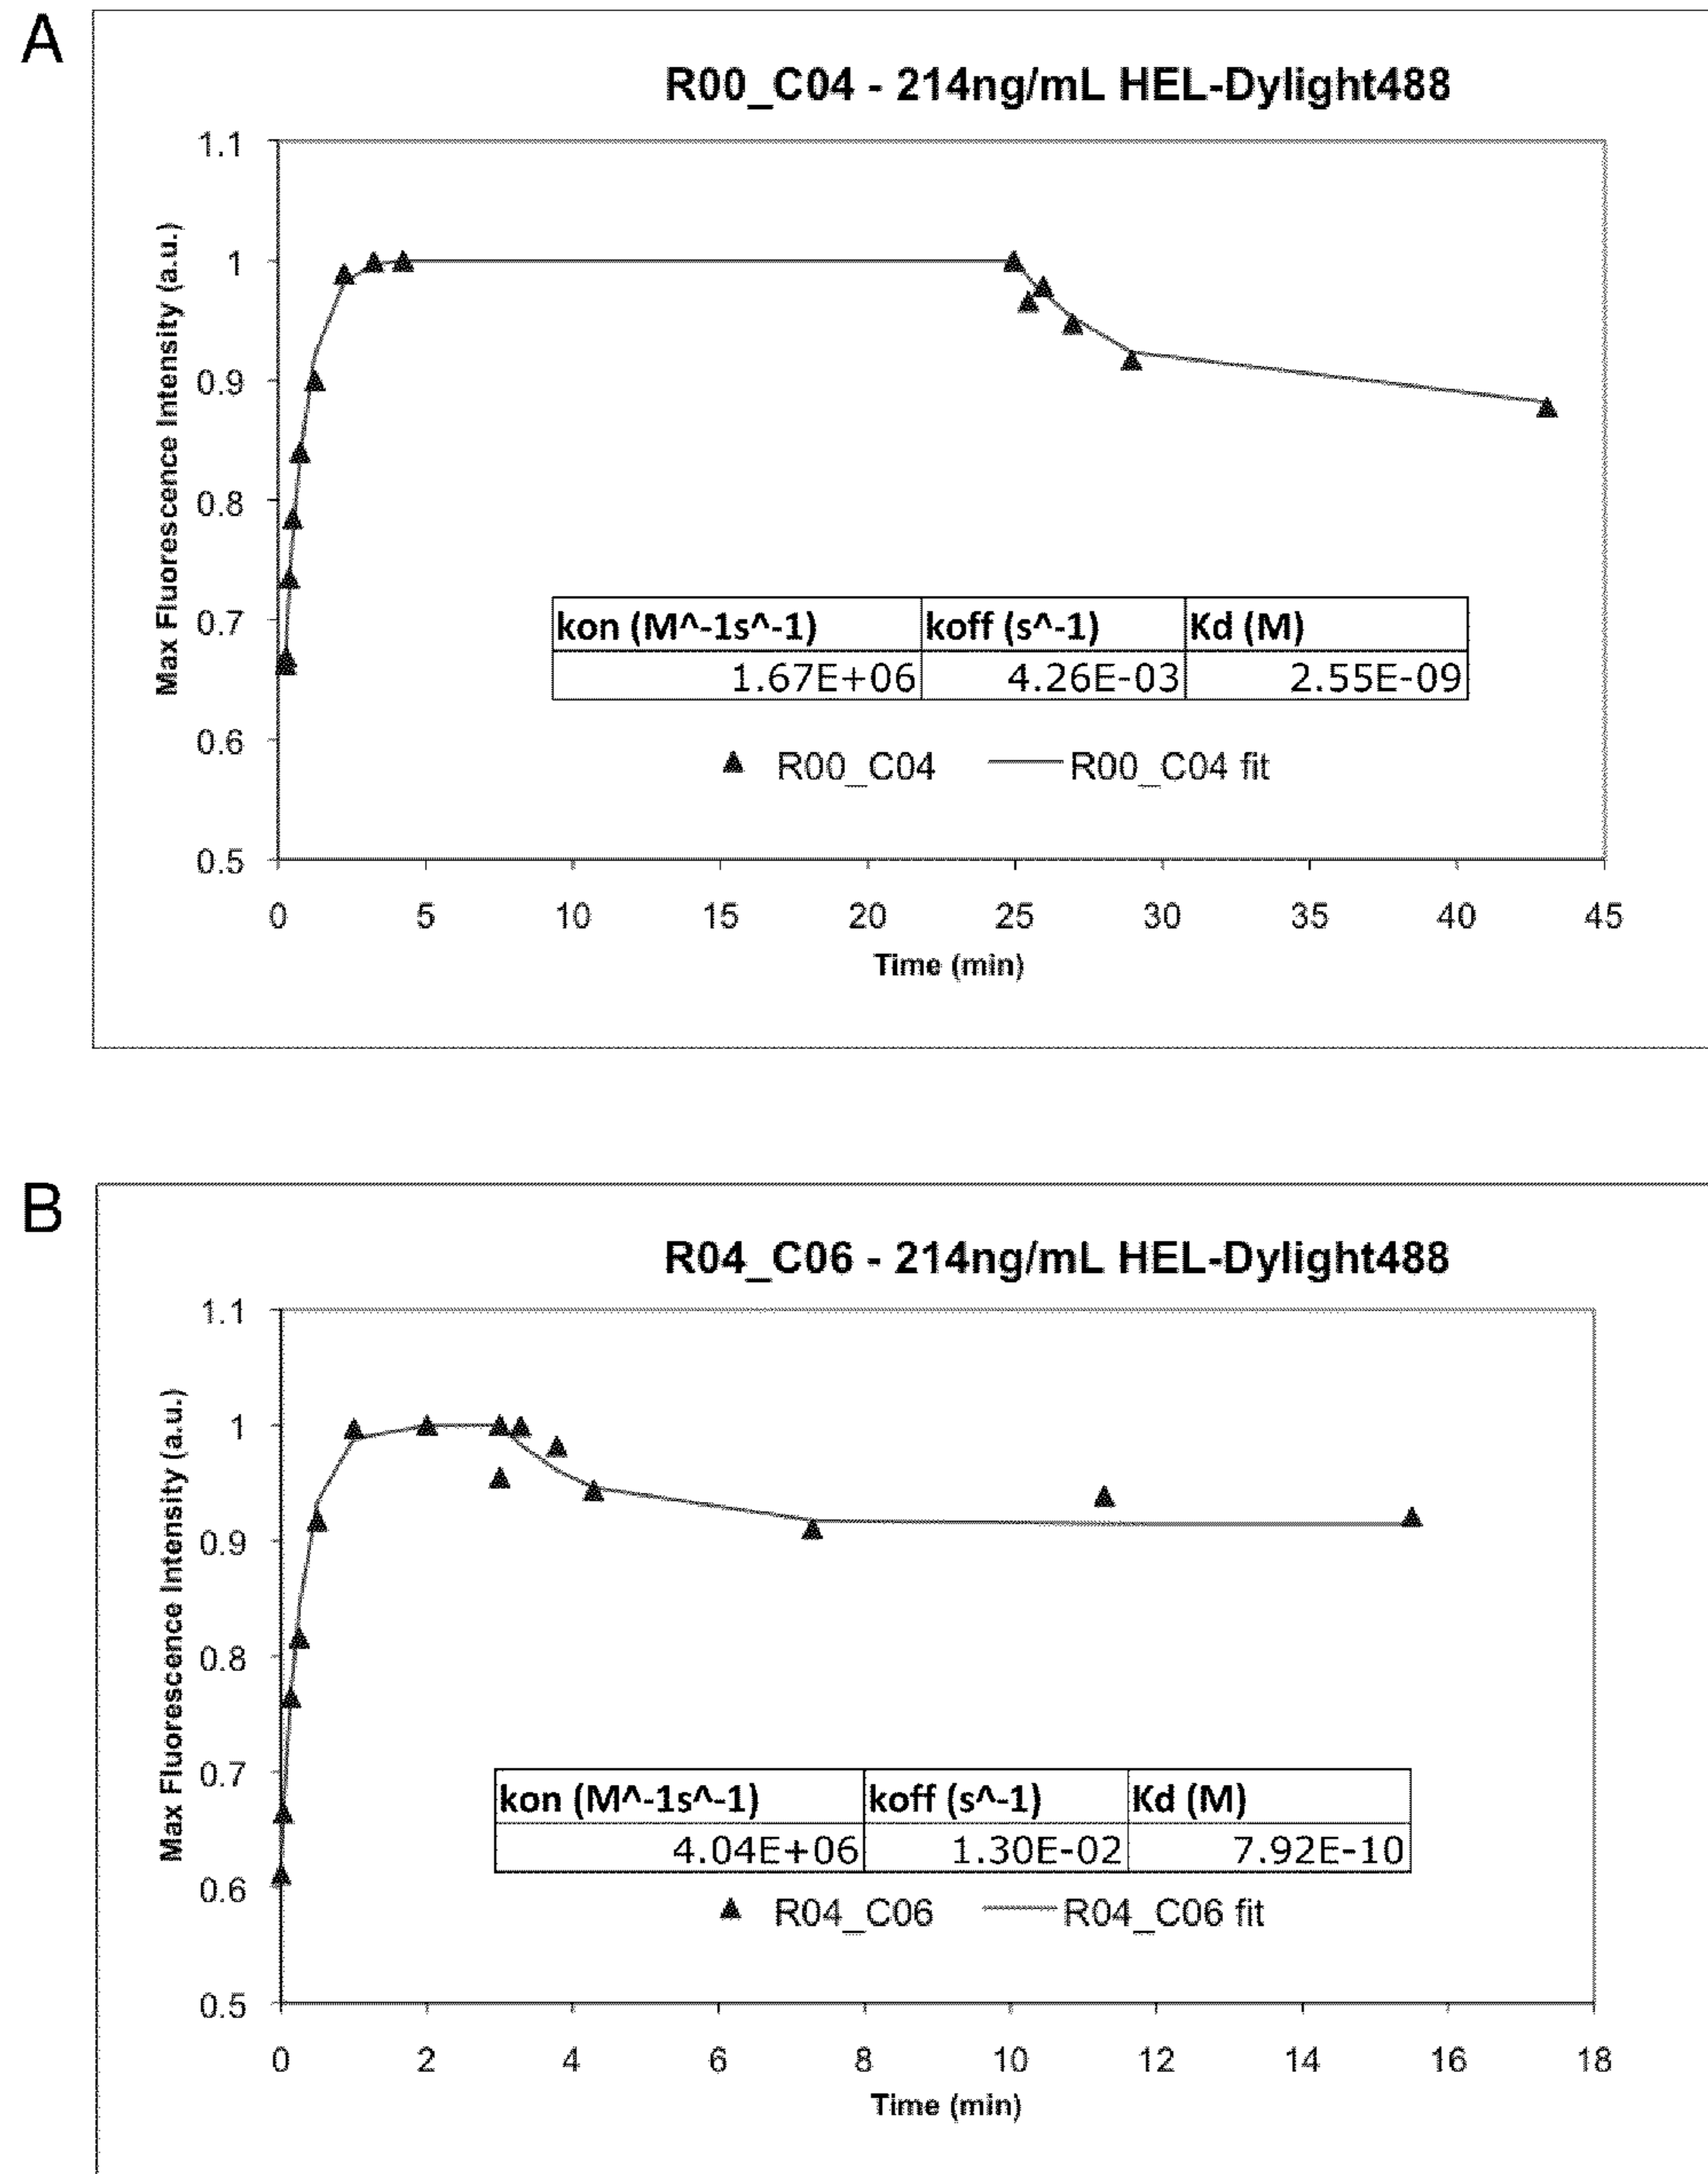 A
R00_C04 - 214ng/mL HEL-Dylight488
Max Fluorescence Intensity (a.u.)
1.1
1
0.9
0.8
0.7
0.6
0.5
kon (M^-1s^-1) koff (s^-1) Kd (M)
1.67E+06 4.26E-03 2.55E-09
R00_C04 R00_C04 fit
0 5 10 15 20 25 30 35 40 45
Time (min)
B
R04_C06 - 214ng/mL HEL-Dylight488
Max Fluorescence Intensity (a.u.)
1.1
1
0.9
0.8
0.7
0.6
0.5
kon (M^-1s^-1) koff (s^-1) Kd (M)
4.04E+06 1.30E-02 7.92E-10
R04_C06 R04_C06 fit
0 2 4 6 8 10 12 14 16 18
Time (min)